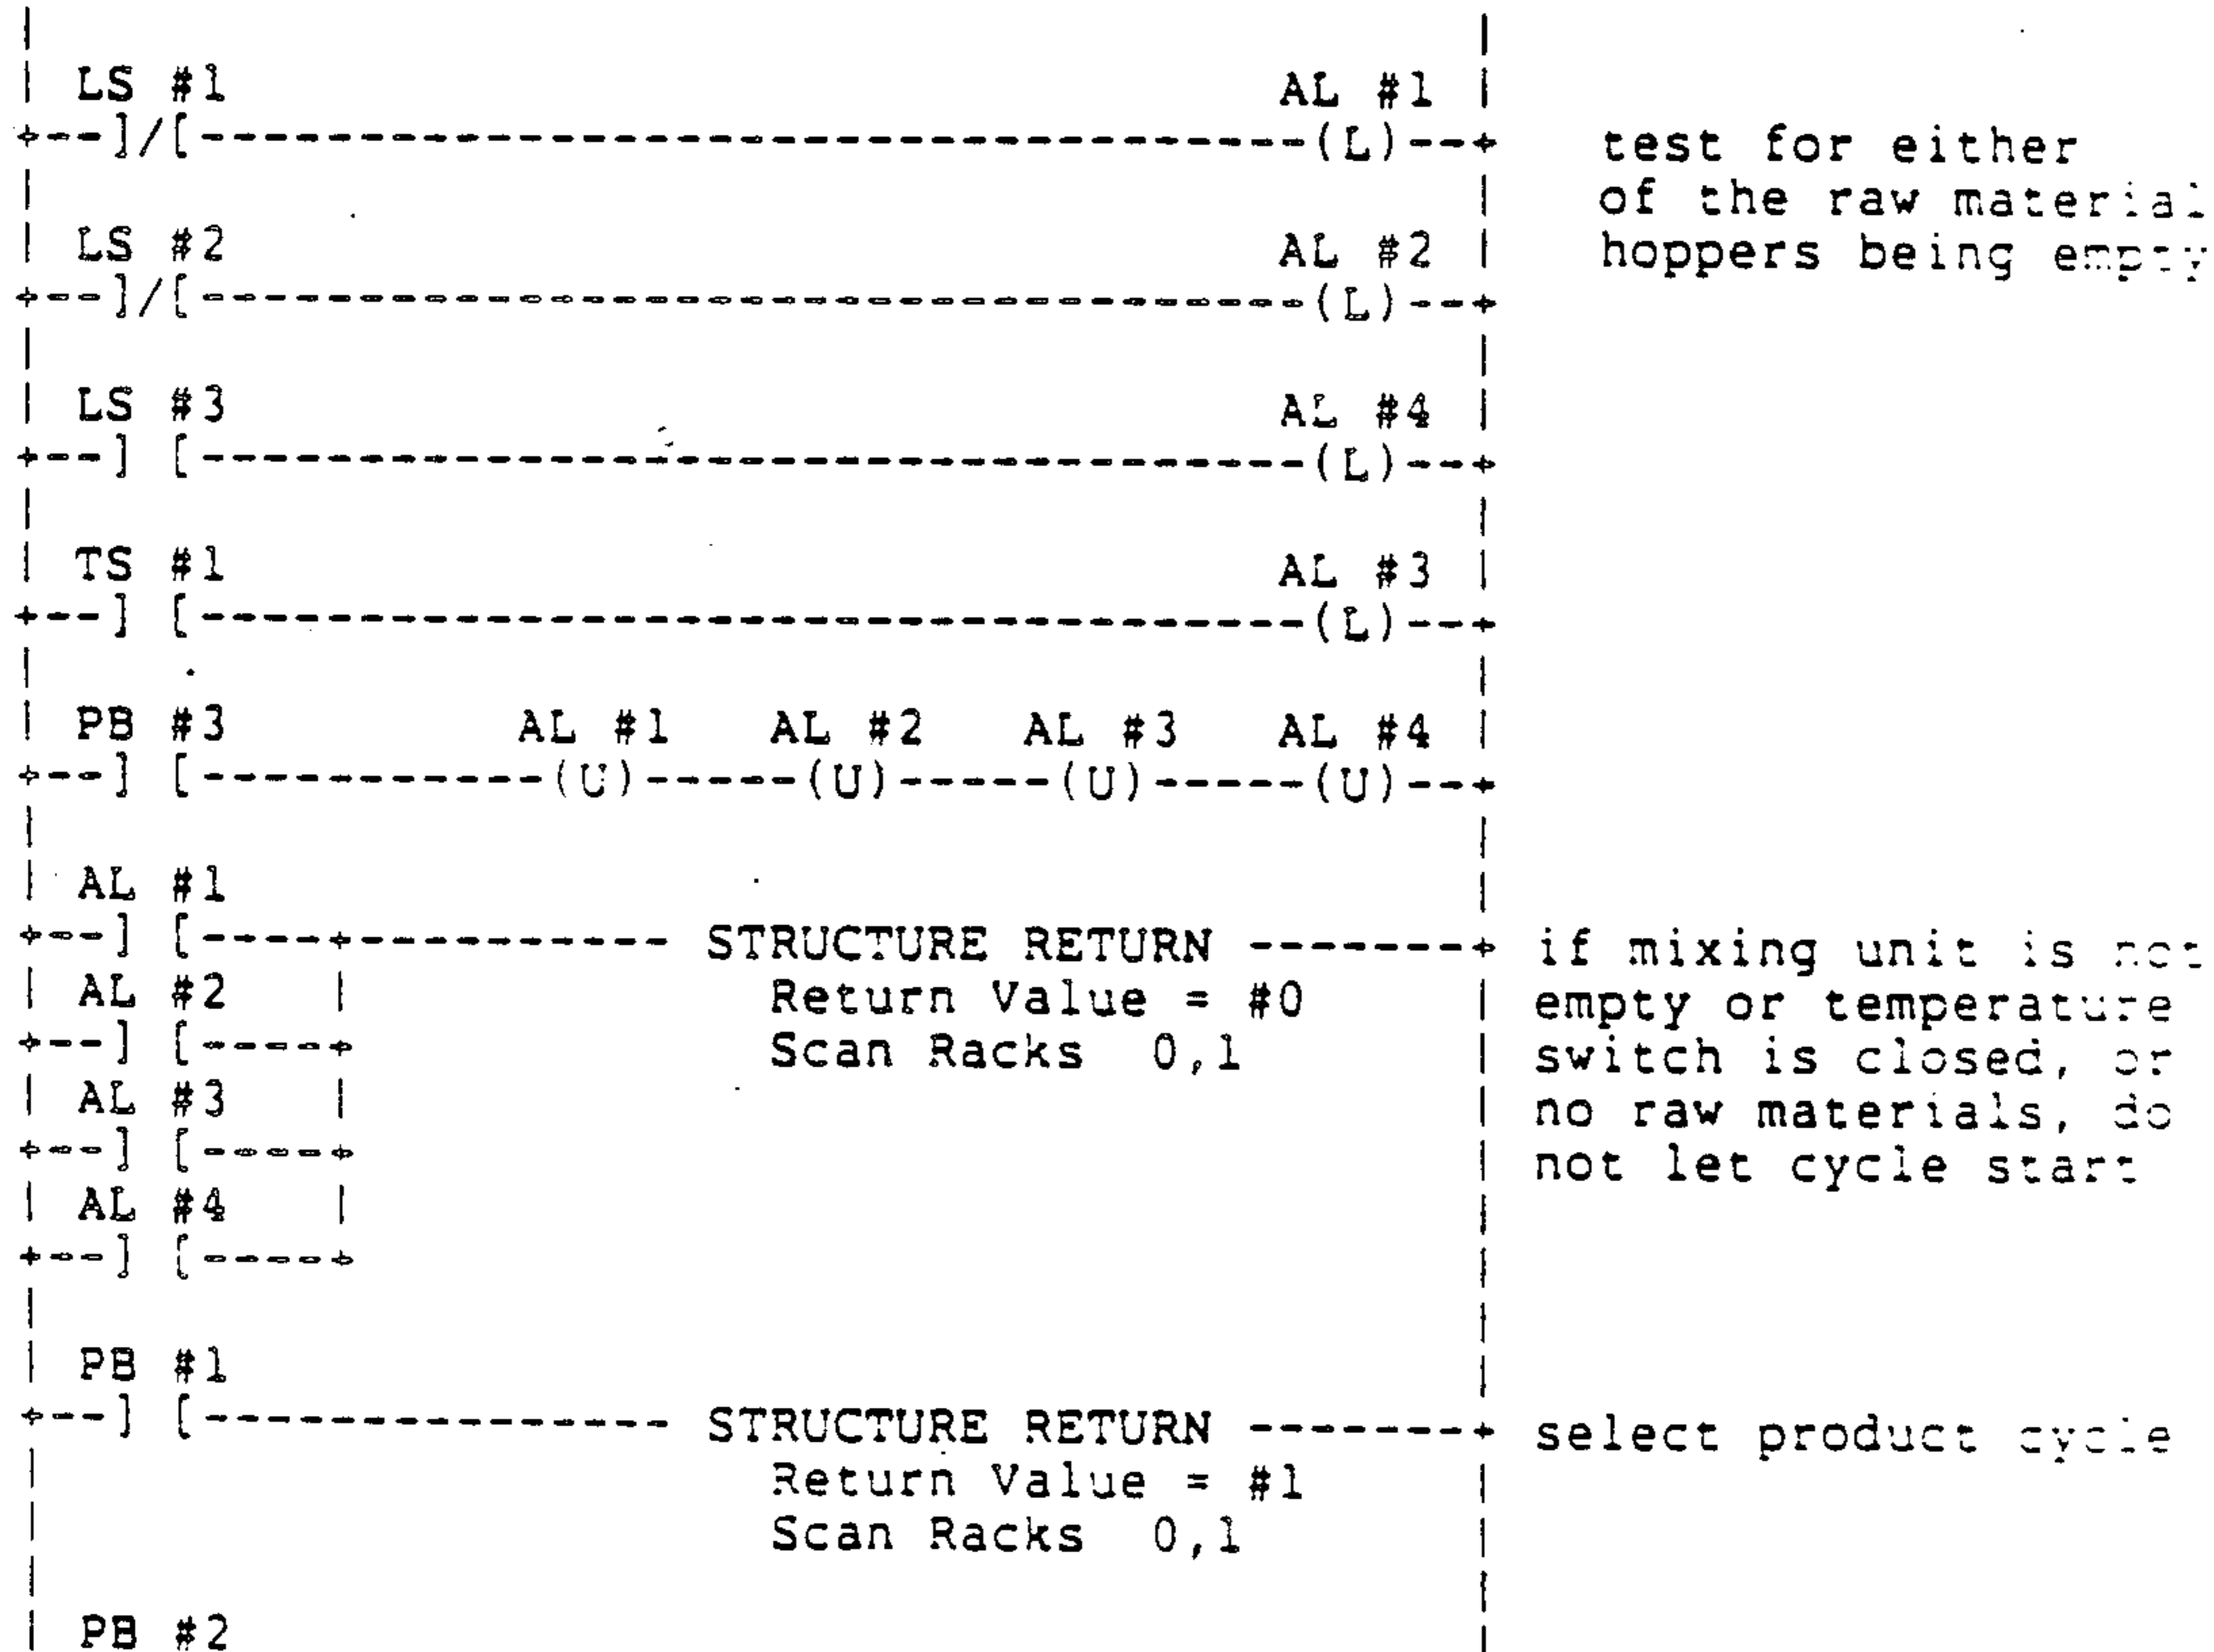 LS #1 AL #1
+--]/[-----------------------------------(L)--+ test for either
of the raw material
LS #2 AL #2 hoppers being empty
+--]/[-----------------------------------(L)--+
LS #3 AL #4
+--] [-----------------------------------(L)--+
TS #1 AL #3
+--] [-----------------------------------(L)--+
PB #3 AL #1 AL #2 AL #3 AL #4
+--] [-----------(U)-----(U)-----(U)-----(U)--+
AL #1
+--] [----+--------------- STRUCTURE RETURN -------+ if mixing unit is not
AL #2 Return Value = #0 empty or temperature
+--] [----+ Scan Racks 0,1 switch is closed, or
AL #3 no raw materials, do
+--] [----+ not let cycle start
AL #4
+--] [----+
PB #1
+--] [--------------- STRUCTURE RETURN -------+ select product cycle
Return Value = #1
Scan Racks 0,1
PB #2